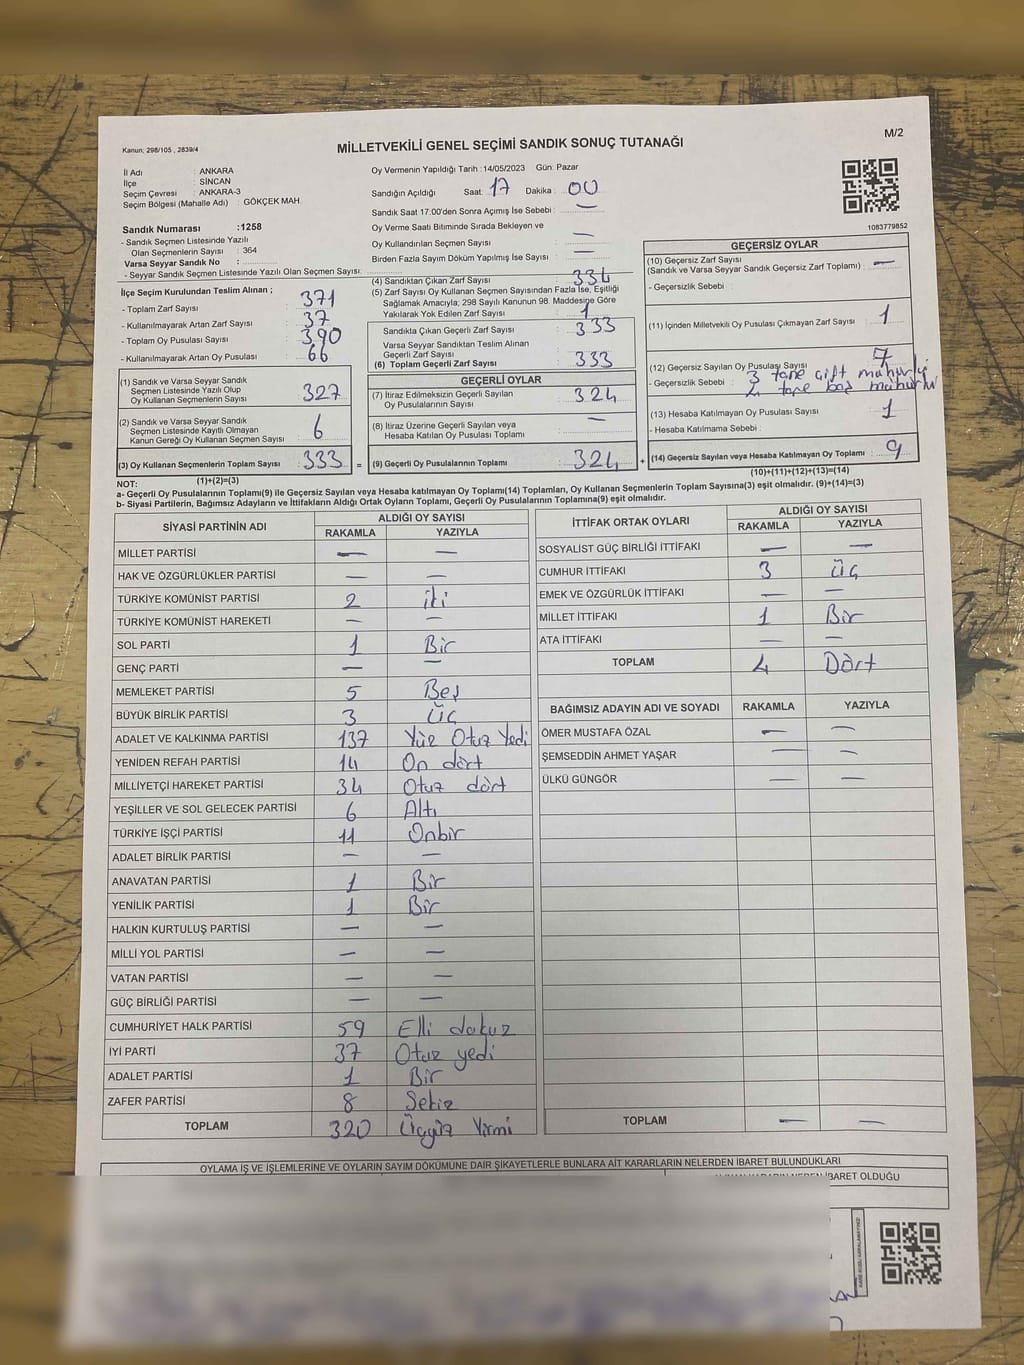 M/2
Kanun; 298/105 , 2839/4
MİLLETVEKİLİ GENEL SEÇİMİ SANDIK SONUÇ TUTANAĞI
İl Adı : ANKARA
İlçe : SİNCAN
Seçim Çevresi : ANKARA-3
Seçim Bölgesi (Mahalle Adı) : GÖKÇEK MAH.
Oy Vermenin Yapıldığı Tarih :14/05/2023 Gün: Pazar
Sandığın Açıldığı Saat: 17 Dakika : 00
Sandık Saat 17:00'den Sonra Açımış İse Sebebi : —
Sandık Numarası :1258
- Sandık Seçmen Listesinde Yazılı
Olan Seçmenlerin Sayısı : 364
Varsa Seyyar Sandık No :
- Seyyar Sandık Seçmen Listesinde Yazılı Olan Seçmen Sayısı:
Oy Verme Saati Bitiminde Sırada Bekleyen ve
Oy Kullandırılan Seçmen Sayısı —
Birden Fazla Sayım Döküm Yapılmış İse Sayısı : —
1083779852
İlçe Seçim Kurulundan Teslim Alınan ;
- Toplam Zarf Sayısı : 371
- Kullanılmayarak Artan Zarf Sayısı : 37
- Toplam Oy Pusulası Sayısı : 390
- Kullanılmayarak Artan Oy Pusulası : 66
(1) Sandık ve Varsa Seyyar Sandık
Seçmen Listesinde Yazılı Olup
Oy Kullanan Seçmenlerin Sayısı : 327
(2) Sandık ve Varsa Seyyar Sandık
Seçmen Listesinde Kayıtlı Olmayan
Kanun Gereği Oy Kullanan Seçmen Sayısı : 6
(3) Oy Kullanan Seçmenlerin Toplam Sayısı : 333
(1)+(2)=(3)
(4) Sandıktan Çıkan Zarf Sayısı : 334
(5) Zarf Sayısı Oy Kullanan Seçmen Sayısından Fazla İse, Eşitliği
Sağlamak Amacıyla; 298 Sayılı Kanunun 98. Maddesine Göre
Yakılarak Yok Edilen Zarf Sayısı : 1
Sandıkta Çıkan Geçerli Zarf Sayısı : 333
Varsa Seyyar Sandıktan Teslim Alınan
Geçerli Zarf Sayısı :
(6) Toplam Geçerli Zarf Sayısı : 333
GEÇERLİ OYLAR
(7) İtiraz Edilmeksizin Geçerli Sayılan
Oy Pusulalarının Sayısı : 324
(8) İtiraz Üzerine Geçerli Sayılan veya
Hesaba Katılan Oy Pusulası Toplamı : —
= (9) Geçerli Oy Pusulalarının Toplamı : 324 +
GEÇERSİZ OYLAR
(10) Geçersiz Zarf Sayısı
(Sandık ve Varsa Seyyar Sandık Geçersiz Zarf Toplamı) : —
- Geçersizlik Sebebi :
(11) İçinden Milletvekili Oy Pusulası Çıkmayan Zarf Sayısı : 1
(12) Geçersiz Sayılan Oy Pusulası Sayısı : 7
- Geçersizlik Sebebi : 3 tane çift mühürlü
tane boş mühürlü
(13) Hesaba Katılmayan Oy Pusulası Sayısı : 1
- Hesaba Katılmama Sebebi :
(14) Geçersiz Sayılan veya Hesaba Katılmayan Oy Toplamı : 9
(10)+(11)+(12)+(13)=(14)
NOT:
a- Geçerli Oy Pusulalarının Toplamı(9) ile Geçersiz Sayılan veya Hesaba katılmayan Oy Toplamı(14) Toplamları, Oy Kullanan Seçmenlerin Toplam Sayısına(3) eşit olmalıdır. (9)+(14)=(3)
b- Siyasi Partilerin, Bağımsız Adayların ve İttifakların Aldığı Ortak Oyların Toplamı, Geçerli Oy Pusulalarının Toplamına(9) eşit olmalıdır.
SİYASİ PARTİNİN ADI ALDIĞI OY SAYISI
RAKAMLA YAZIYLA
MİLLET PARTİSİ — —
HAK VE ÖZGÜRLÜKLER PARTİSİ — —
TÜRKİYE KOMÜNİST PARTİSİ 2 iki
TÜRKİYE KOMÜNİST HAREKETİ — —
SOL PARTİ 1 Bir
GENÇ PARTİ — —
MEMLEKET PARTİSİ 5 Beş
BÜYÜK BİRLİK PARTİSİ 3 Üç
ADALET VE KALKINMA PARTİSİ 137 Yüz Otuz Yedi
YENİDEN REFAH PARTİSİ 14 On dört
MİLLİYETÇİ HAREKET PARTİSİ 34 Otuz dört
YEŞİLLER VE SOL GELECEK PARTİSİ 6 Altı
TÜRKİYE İŞÇİ PARTİSİ 11 Onbir
ADALET BİRLİK PARTİSİ — —
ANAVATAN PARTİSİ 1 Bir
YENİLİK PARTİSİ 1 Bir
HALKIN KURTULUŞ PARTİSİ — —
MİLLİ YOL PARTİSİ — —
VATAN PARTİSİ — —
GÜÇ BİRLİĞİ PARTİSİ — —
CUMHURİYET HALK PARTİSİ 59 Elli dokuz
İYİ PARTİ 37 Otuz yedi
ADALET PARTİSİ 1 Bir
ZAFER PARTİSİ 8 Sekiz
TOPLAM 320 Üçyüz Yirmi
İTTİFAK ORTAK OYLARI ALDIĞI OY SAYISI
RAKAMLA YAZIYLA
SOSYALİST GÜÇ BİRLİĞİ İTTİFAKI — —
CUMHUR İTTİFAKI 3 Üç
EMEK VE ÖZGÜRLÜK İTTİFAKI — —
MİLLET İTTİFAKI 1 Bir
ATA İTTİFAKI — —
TOPLAM 4 Dört
BAĞIMSIZ ADAYIN ADI VE SOYADI RAKAMLA YAZIYLA
ÖMER MUSTAFA ÖZAL — —
ŞEMSEDDİN AHMET YAŞAR — —
ÜLKÜ GÜNGÖR — —
TOPLAM — —
OYLAMA İŞ VE İŞLEMLERİNE VE OYLARIN SAYIM DÖKÜMÜNE DAİR ŞİKAYETLERLE BUNLARA AİT KARARLARIN NELERDEN İBARET BULUNDUKLARI
İBARET OLDUĞU